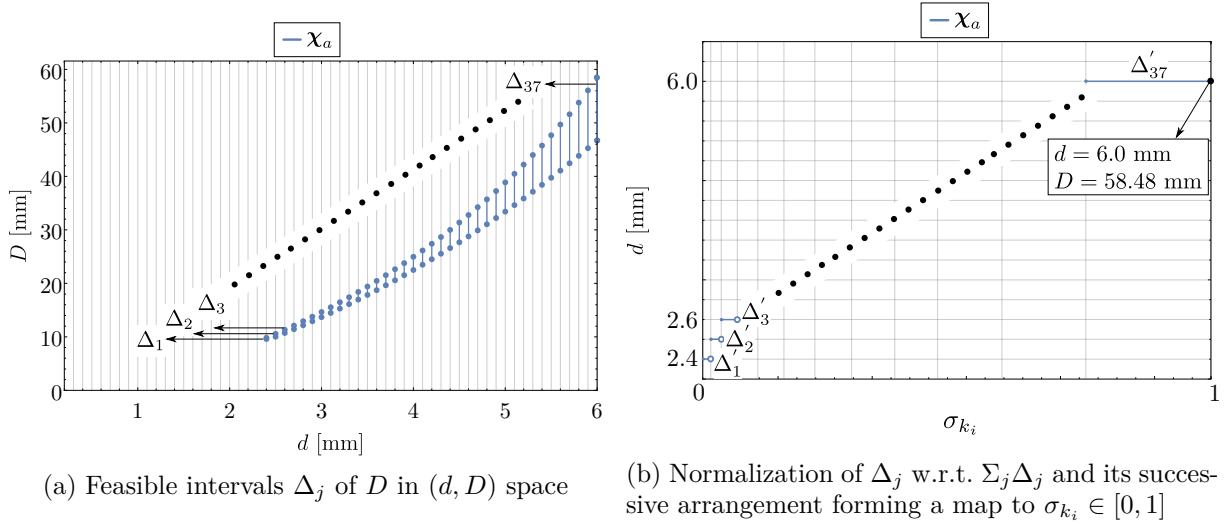 χₐ
60
50
40
30
20
10
0
D [mm]
Δ₃₇
Δ₃
Δ₂
Δ₁
1 2 3 4 5 6
d [mm]
(a) Feasible intervals Δⱼ of D in (d, D) space
χₐ
6.0
2.6
2.4
d [mm]
Δ′₃₇
d = 6.0 mm
D = 58.48 mm
Δ′₃
Δ′₂
Δ′₁
0 1
σₖᵢ
(b) Normalization of Δⱼ w.r.t. ΣⱼΔⱼ and its succes-
sive arrangement forming a map to σₖᵢ ∈ [0, 1]